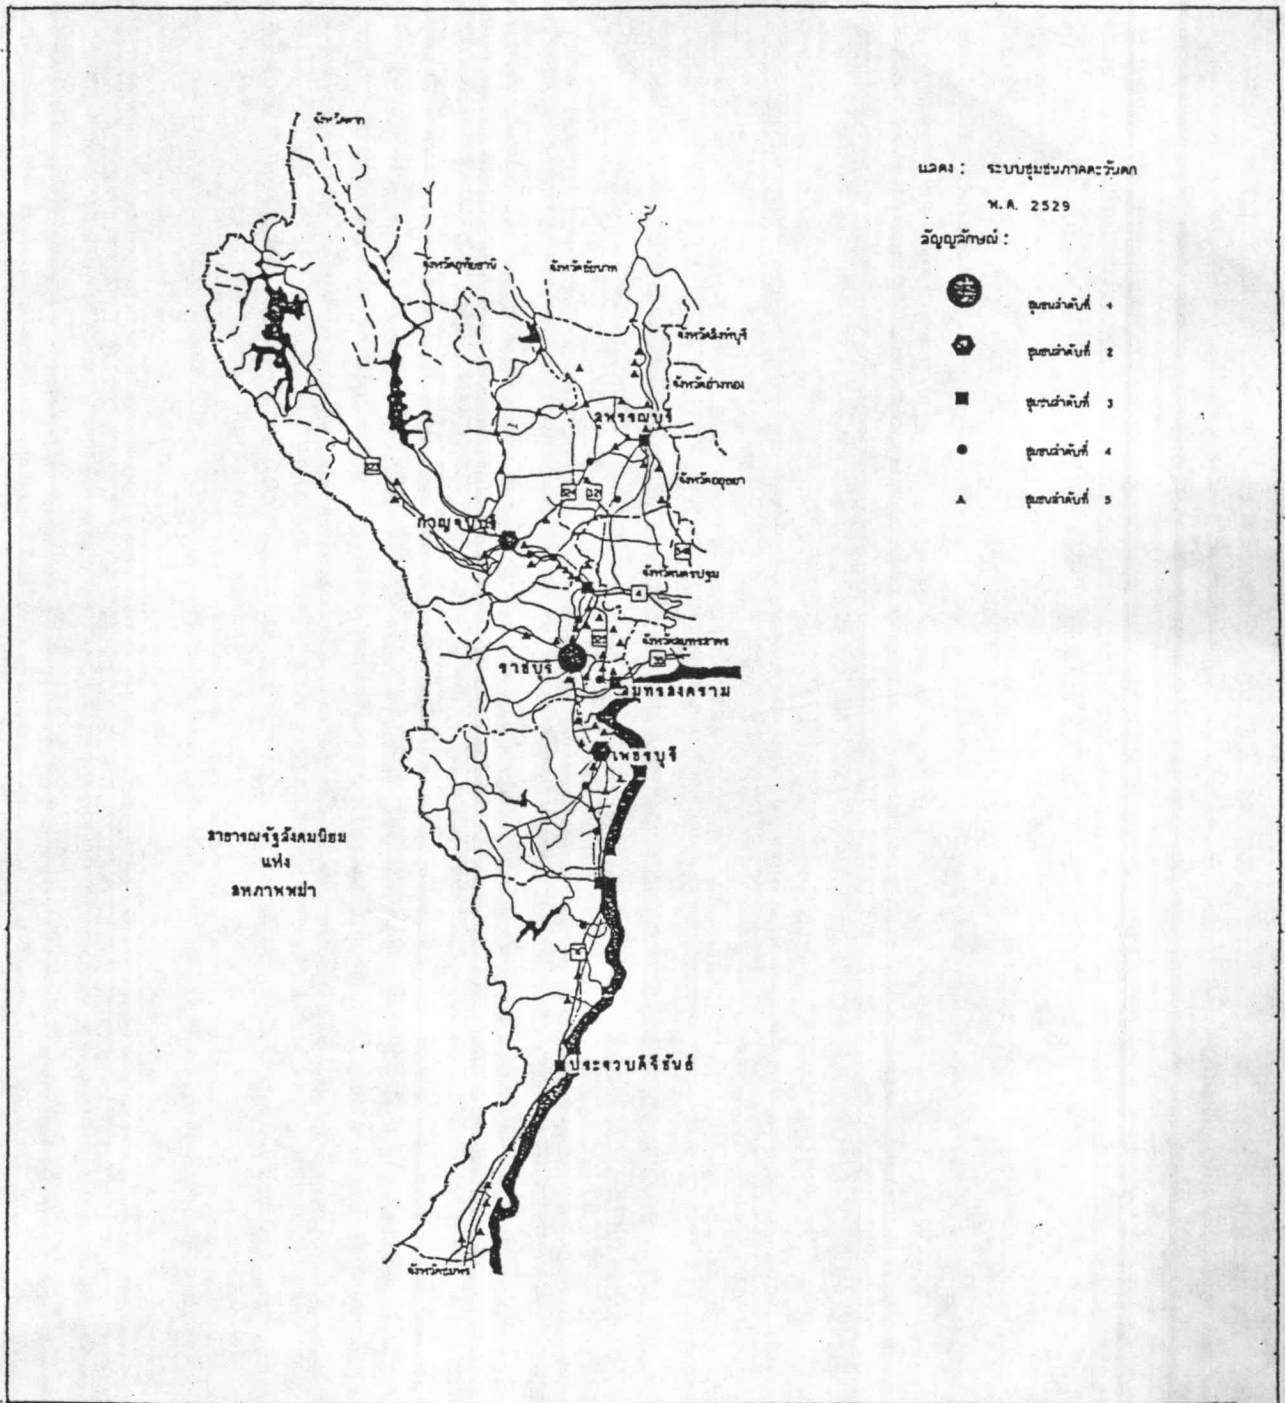 แสดง : ระบบชุมชนภาคตะวันตก
พ.ศ. 2529
สัญญลักษณ์ :
ชุมชนลำดับที่ 1
ชุมชนลำดับที่ 2
ชุมชนลำดับที่ 3
ชุมชนลำดับที่ 4
ชุมชนลำดับที่ 5
จังหวัดตาก
จังหวัดอุทัยธานี
จังหวัดชัยนาท
จังหวัดสิงห์บุรี
จังหวัดอ่างทอง
สุพรรณบุรี
จังหวัดอยุธยา
กาญจนบุรี
จังหวัดนครปฐม
4
จังหวัดสมุทรสาคร
35
ราชบุรี
สมุทรสงคราม
เพชรบุรี
สาธารณรัฐสังคมนิยม
แห่ง
สหภาพพม่า
4
ประจวบคีรีขันธ์
จังหวัดชุมพร